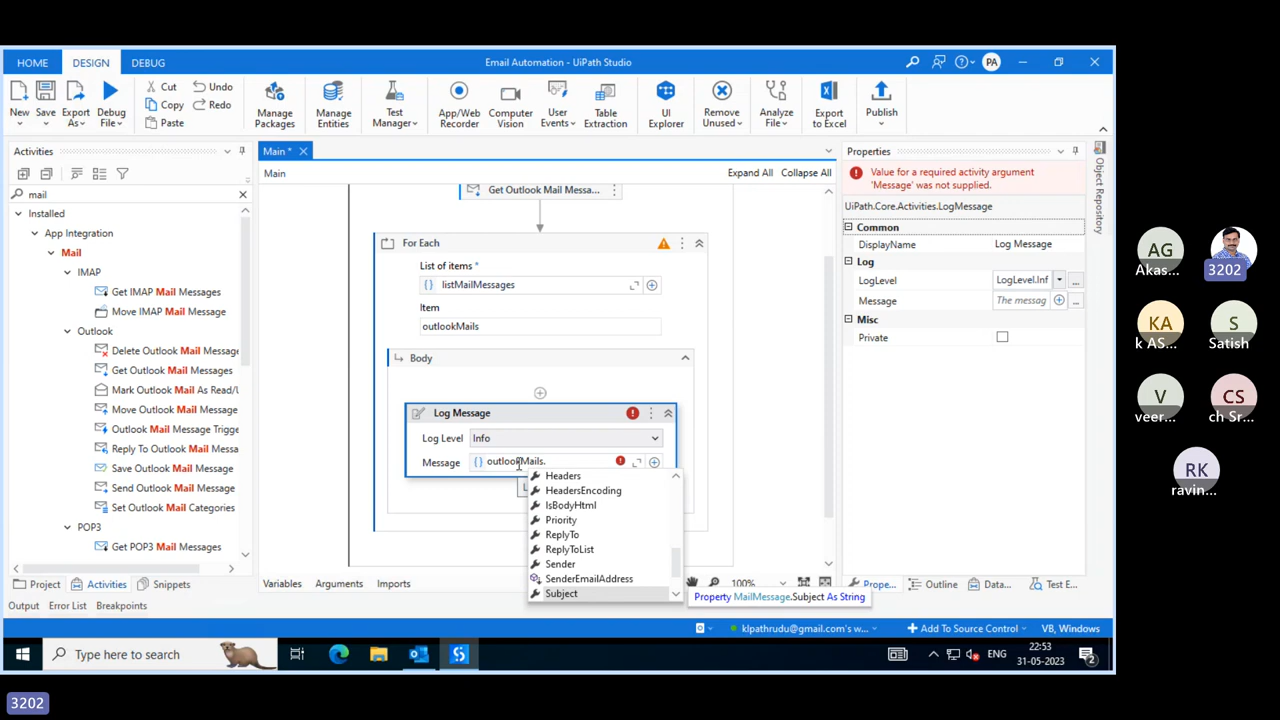 HOME DESIGN DEBUG
Email Automation - UiPath Studio
PA
New
Save
Export As
Debug File
Cut
Copy
Paste
Undo
Redo
Manage Packages
Manage Entities
Test Manager
App/Web Recorder
Computer Vision
User Events
Table Extraction
UI Explorer
Remove Unused
Analyze File
Export to Excel
Publish
Activities
mail
Installed
App Integration
Mail
IMAP
Get IMAP Mail Messages
Move IMAP Mail Message
Outlook
Delete Outlook Mail Message
Get Outlook Mail Messages
Mark Outlook Mail As Read/U
Move Outlook Mail Message
Outlook Mail Message Trigge
Reply To Outlook Mail Messa
Save Outlook Mail Message
Send Outlook Mail Message
Set Outlook Mail Categories
POP3
Get POP3 Mail Messages
Project Activities Snippets
Output Error List Breakpoints
Main *
Main
Expand All Collapse All
Get Outlook Mail Messa...
For Each
List of items *
{} listMailMessages
Item
outlookMails
Body
Log Message
Log Level Info
Message {} outlookMails.
Headers
HeadersEncoding
IsBodyHtml
Priority
ReplyTo
ReplyToList
Sender
SenderEmailAddress
Subject
Property MailMessage.Subject As String
Variables Arguments Imports
100%
Properties
Value for a required activity argument
'Message' was not supplied.
UiPath.Core.Activities.LogMessage
Common
DisplayName Log Message
Log
LogLevel LogLevel.Inf ...
Message The messag ...
Misc
Private
Prope... Outline Data... Test E...
Object Repository
klpathrudu@gmail.com's w...
Add To Source Control
VB, Windows
Type here to search
ENG
22:53
31-05-2023
2
AG
Akas...
3202
KA
k AS...
S
Satish
V
veer...
CS
ch Sr...
RK
ravin...
3202